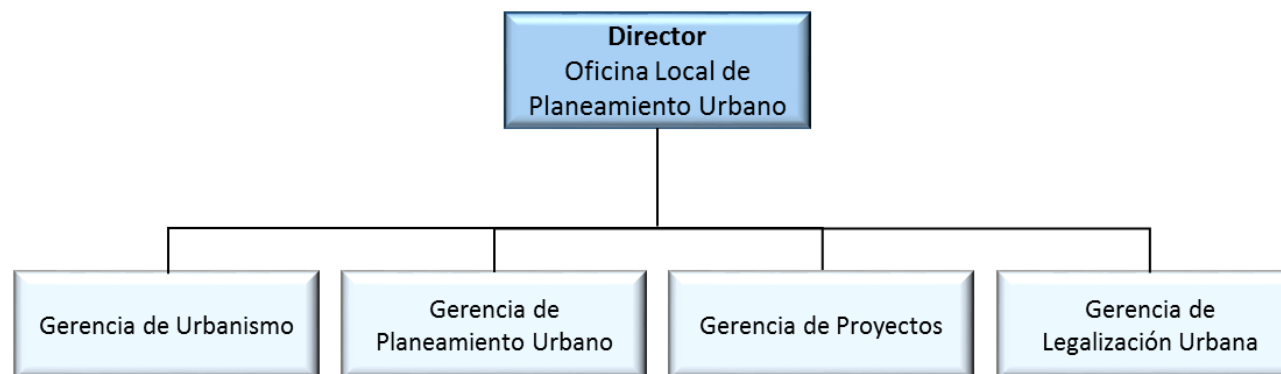 Director
Oficina Local de
Planeamiento Urbano
Gerencia de Urbanismo
Gerencia de
Planeamiento Urbano
Gerencia de Proyectos
Gerencia de
Legalización Urbana